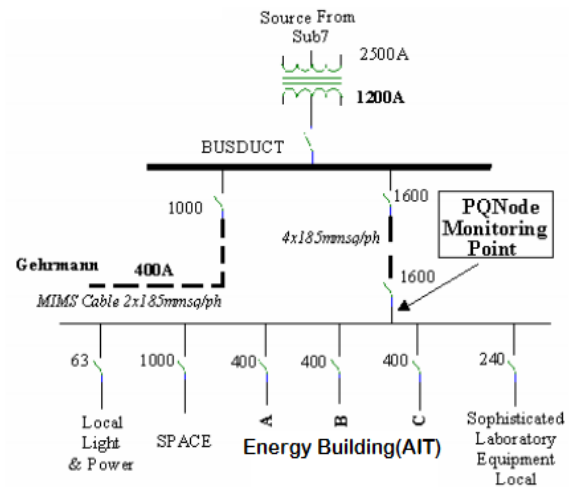 Source From
Sub7
2500A
1200A
BUSDUCT
1000
1600
PQNode
Monitoring
Point
4x185mmsq/ph
Gehrmann
400A
1600
MIMS Cable 2x185mmsq/ph
63
1000
400
400
400
240
Local
Light
& Power
SPACE
A
B
C
Energy Building(AIT)
Sophisticated
Laboratory
Equipment
Local